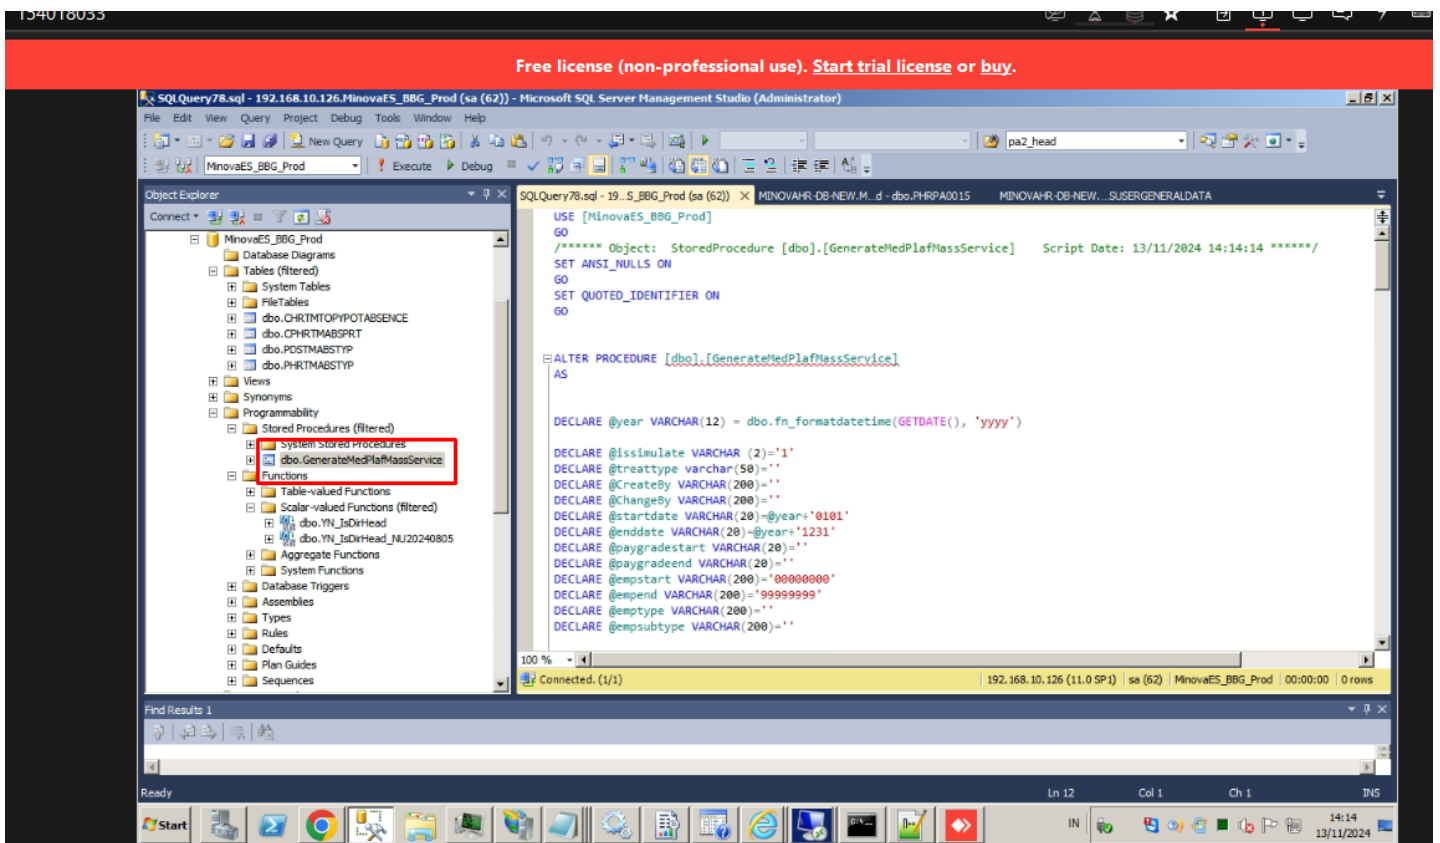 154018033
Free license (non-professional use). Start trial license or buy.
SQLQuery78.sql - 192.168.10.126.MinovaES_BBG_Prod (sa (62)) - Microsoft SQL Server Management Studio (Administrator)
File Edit View Query Project Debug Tools Window Help
New Query
pa2_head
MinovaES_BBG_Prod
Execute
Debug
Object Explorer
Connect
MinovaES_BBG_Prod
Database Diagrams
Tables (filtered)
System Tables
FileTables
dbo.CHRTMTOPYPOTABSENCE
dbo.CPHRTMABSPRT
dbo.PDSTMABSTYP
dbo.PHRTMABSTYP
Views
Synonyms
Programmability
Stored Procedures (filtered)
System Stored Procedures
dbo.GenerateMedPlafMassService
Functions
Table-valued Functions
Scalar-valued Functions (filtered)
dbo.YN_IsDirHead
dbo.YN_IsDirHead_NU20240805
Aggregate Functions
System Functions
Database Triggers
Assemblies
Types
Rules
Defaults
Plan Guides
Sequences
SQLQuery78.sql - 19...S_BBG_Prod (sa (62))
MINOVAHR-DB-NEW.M...d - dbo.PHRPA0015
MINOVAHR-DB-NEW....SUSERGENERALDATA
USE [MinovaES_BBG_Prod]
GO
/****** Object:  StoredProcedure [dbo].[GenerateMedPlafMassService]    Script Date: 13/11/2024 14:14:14 ******/
SET ANSI_NULLS ON
GO
SET QUOTED_IDENTIFIER ON
GO
ALTER PROCEDURE [dbo].[GenerateMedPlafMassService]
AS
DECLARE @year VARCHAR(12) = dbo.fn_formatdatetime(GETDATE(), 'yyyy')
DECLARE @issimulate VARCHAR (2)='1'
DECLARE @treattype varchar(50)=''
DECLARE @CreateBy VARCHAR(200)=''
DECLARE @ChangeBy VARCHAR(200)=''
DECLARE @startdate VARCHAR(20)=@year+'0101'
DECLARE @enddate VARCHAR(20)=@year+'1231'
DECLARE @paygradestart VARCHAR(20)=''
DECLARE @paygradeend VARCHAR(20)=''
DECLARE @empstart VARCHAR(200)='00000000'
DECLARE @empend VARCHAR(200)='99999999'
DECLARE @emptype VARCHAR(200)=''
DECLARE @empsubtype VARCHAR(200)=''
100 %
Connected. (1/1)
192.168.10.126 (11.0 SP1)
sa (62)
MinovaES_BBG_Prod
00:00:00
0 rows
Find Results 1
Ready
Ln 12
Col 1
Ch 1
INS
Start
IN
14:14
13/11/2024